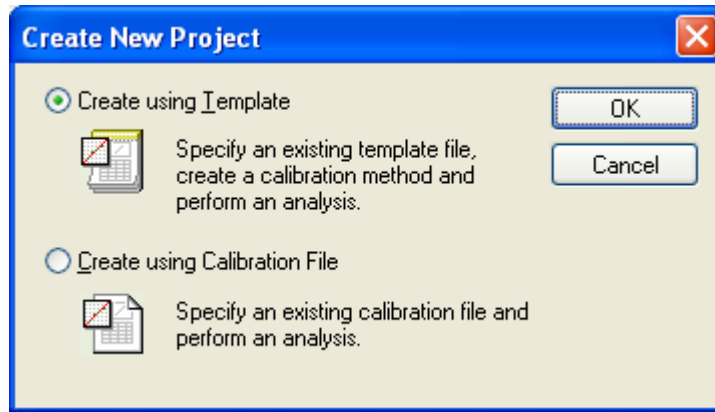 Create New Project
Create using Template
OK
Specify an existing template file,
create a calibration method and
perform an analysis.
Cancel
Create using Calibration File
Specify an existing calibration file and
perform an analysis.